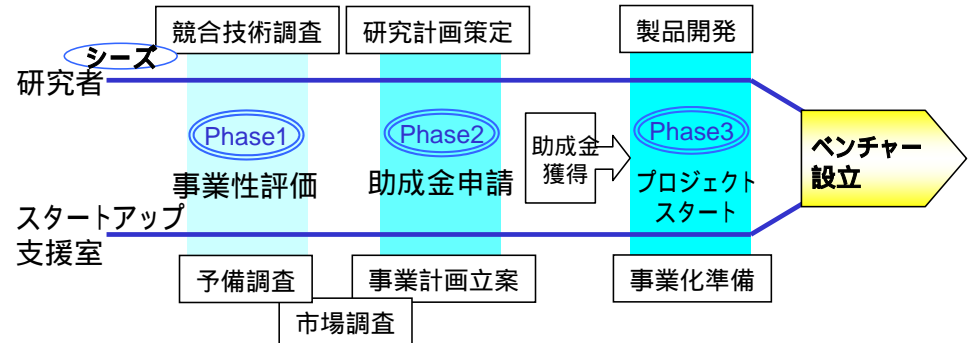 競合技術調査
研究計画策定
製品開発
シーズ
研究者
Phase1
Phase2
助成金
獲得
Phase3
ベンチャー
設立
事業性評価
助成金申請
プロジェクト
スタート
スタートアップ
支援室
予備調査
事業計画立案
事業化準備
市場調査